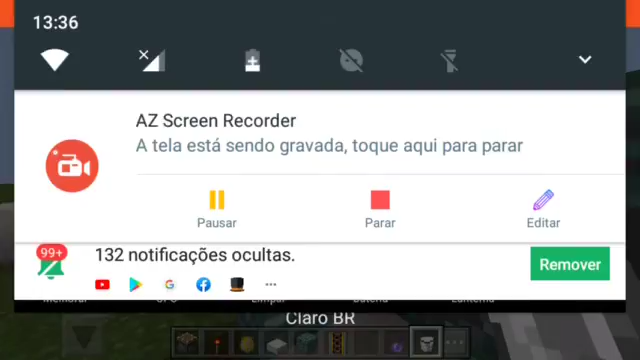 13:36
AZ Screen Recorder
A tela está sendo gravada, toque aqui para parar
Pausar
Parar
Editar
99+
132 notificações ocultas.
Remover
Claro BR